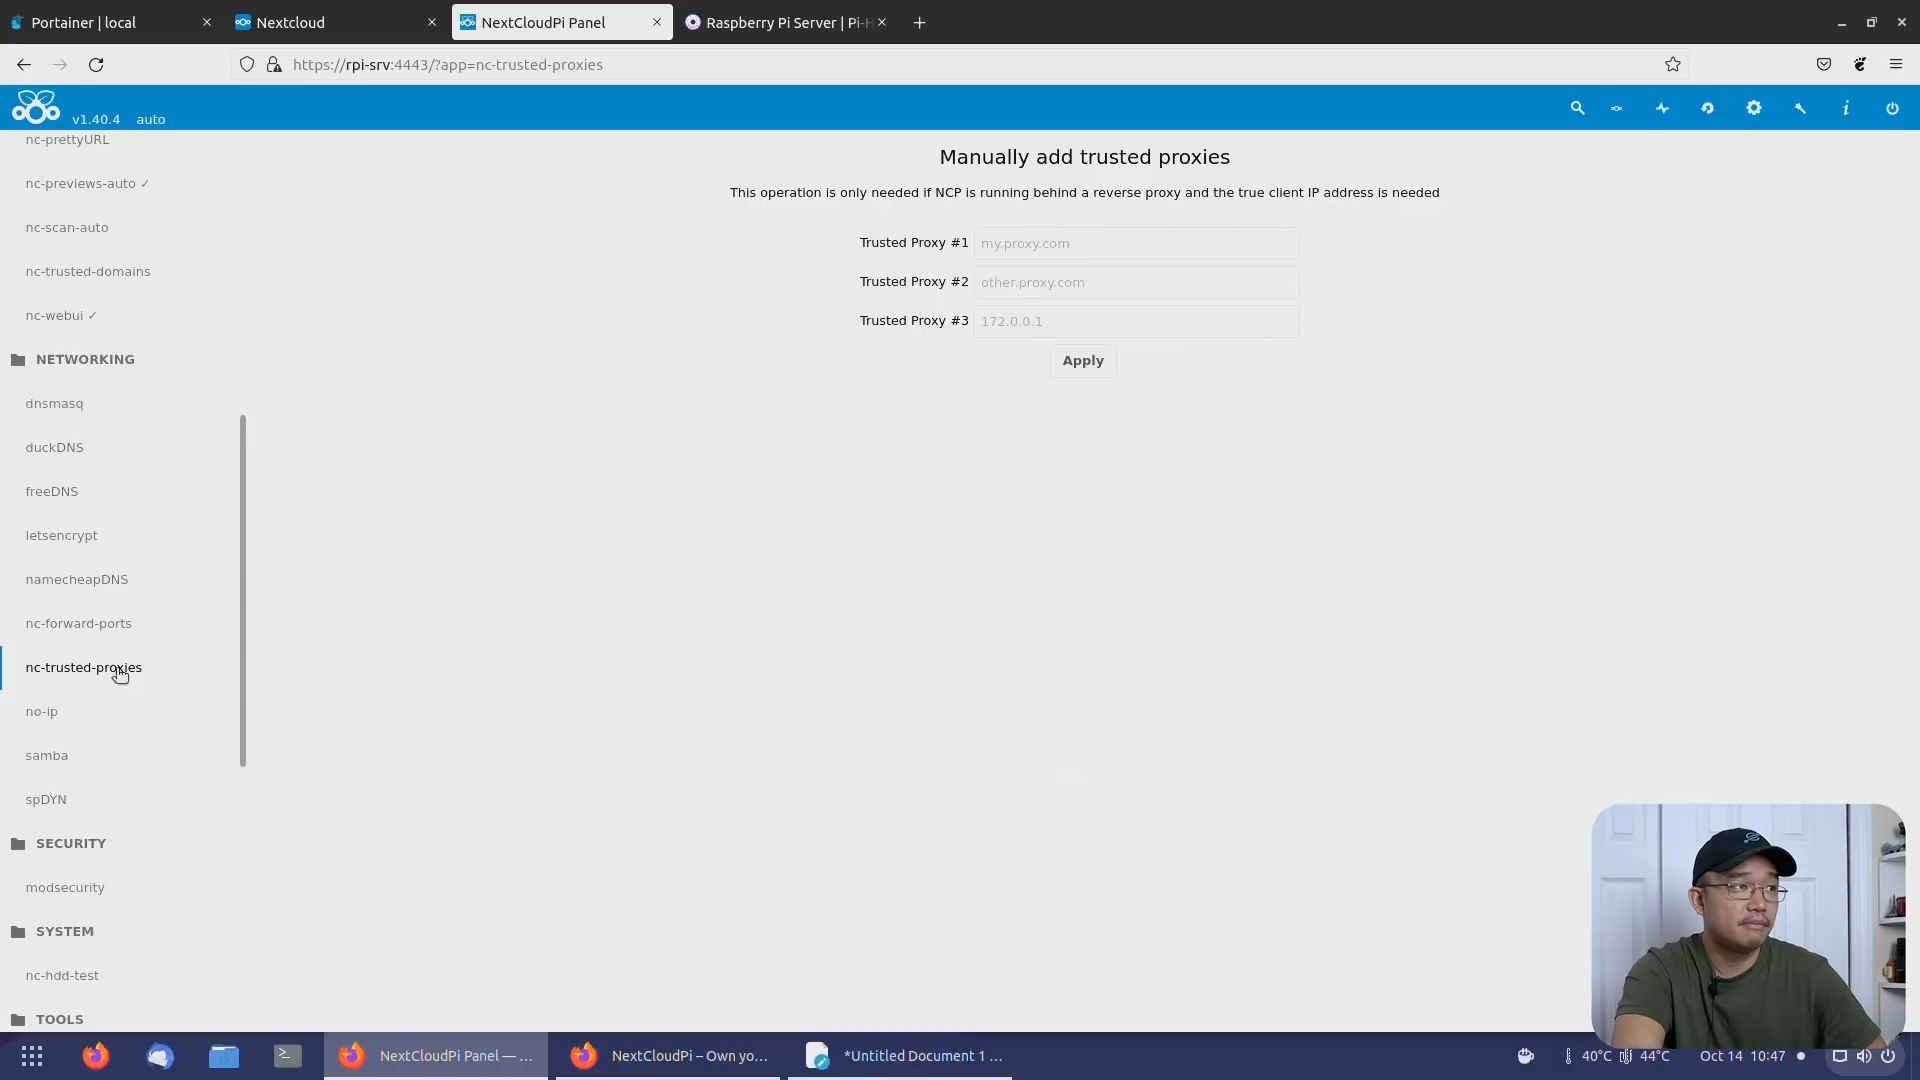 Portainer | local
Nextcloud
NextCloudPi Panel
Raspberry Pi Server | Pi-H
https://rpi-srv:4443/?app=nc-trusted-proxies
v1.40.4 auto
nc-prettyURL
nc-previews-auto ✓
nc-scan-auto
nc-trusted-domains
nc-webui ✓
NETWORKING
dnsmasq
duckDNS
freeDNS
letsencrypt
namecheapDNS
nc-forward-ports
nc-trusted-proxies
no-ip
samba
spDYN
SECURITY
modsecurity
SYSTEM
nc-hdd-test
TOOLS
Manually add trusted proxies
This operation is only needed if NCP is running behind a reverse proxy and the true client IP address is needed
Trusted Proxy #1 my.proxy.com
Trusted Proxy #2 other.proxy.com
Trusted Proxy #3 172.0.0.1
Apply
NextCloudPi Panel — ...
NextCloudPi – Own yo...
*Untitled Document 1 ...
40°C 44°C
Oct 14 10:47